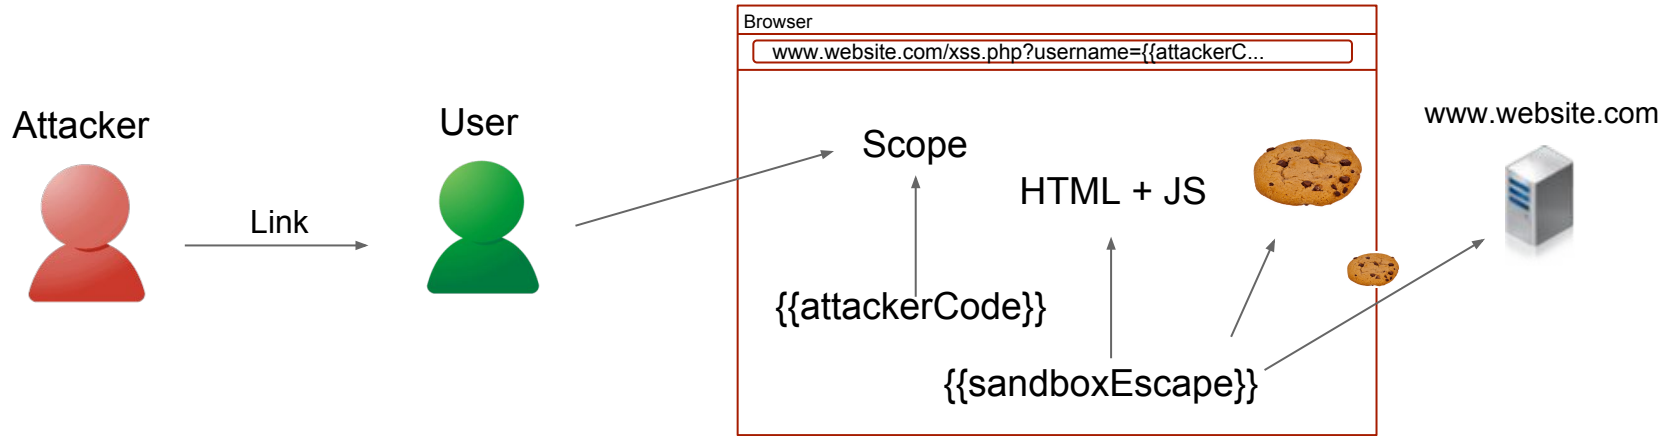 Browser
www.website.com/xss.php?username={{attackerC...
Attacker
User
Link
Scope
HTML + JS
www.website.com
{{attackerCode}}
{{sandboxEscape}}